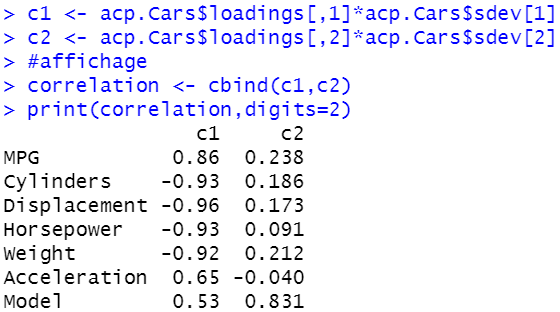 > c1 <- acp.Cars$loadings[,1]*acp.Cars$sdev[1]
> c2 <- acp.Cars$loadings[,2]*acp.Cars$sdev[2]
> #affichage
> correlation <- cbind(c1,c2)
> print(correlation,digits=2)
c1 c2
MPG 0.86 0.238
Cylinders -0.93 0.186
Displacement -0.96 0.173
Horsepower -0.93 0.091
Weight -0.92 0.212
Acceleration 0.65 -0.040
Model 0.53 0.831